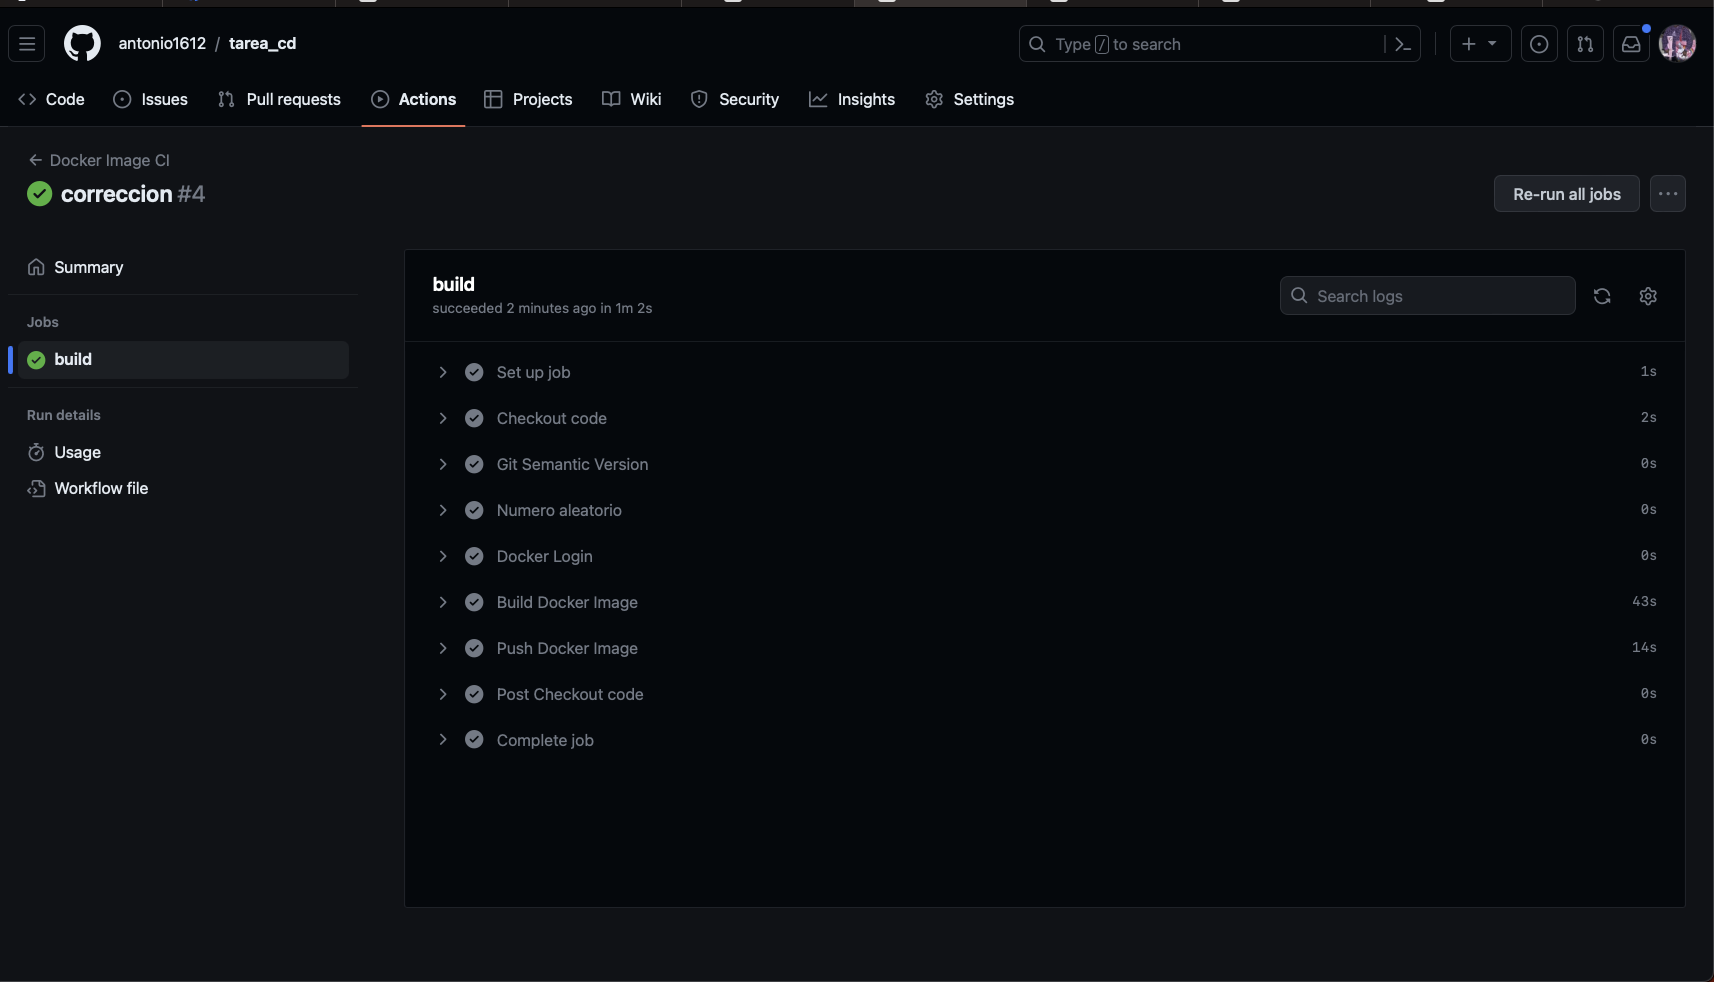 antonio1612 / tarea_cd
Type / to search
Code
Issues
Pull requests
Actions
Projects
Wiki
Security
Insights
Settings
Docker Image CI
correccion #4
Re-run all jobs
Summary
Jobs
build
Run details
Usage
Workflow file
build
succeeded 2 minutes ago in 1m 2s
Search logs
Set up job 1s
Checkout code 2s
Git Semantic Version 0s
Numero aleatorio 0s
Docker Login 0s
Build Docker Image 43s
Push Docker Image 14s
Post Checkout code 0s
Complete job 0s